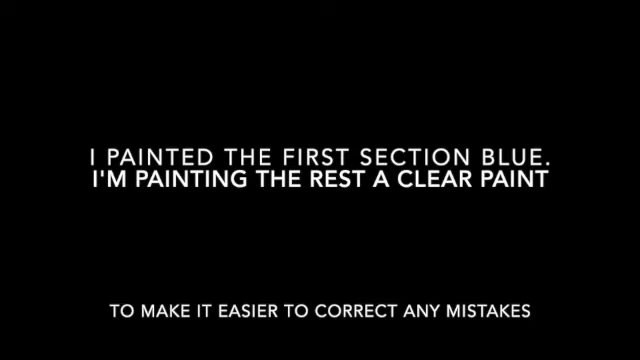 I PAINTED THE FIRST SECTION BLUE.
I'M PAINTING THE REST A CLEAR PAINT
TO MAKE IT EASIER TO CORRECT ANY MISTAKES